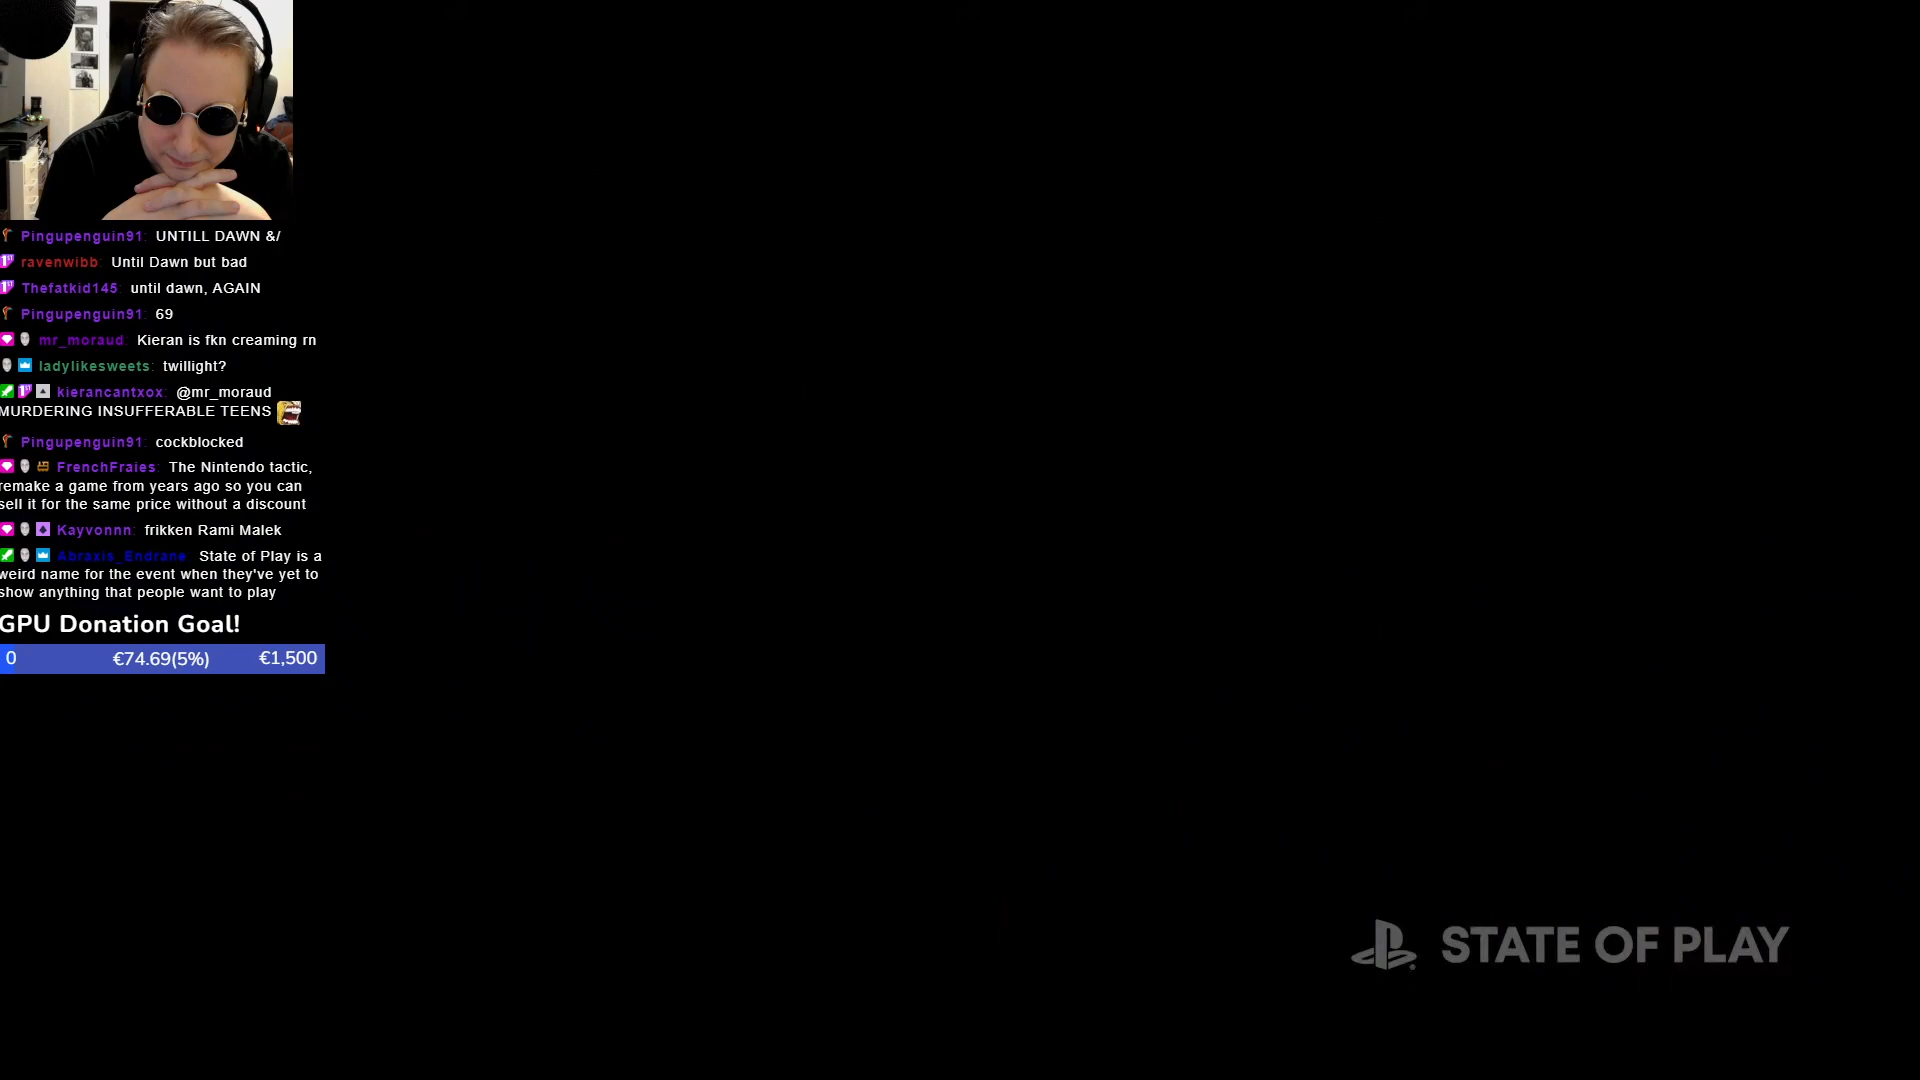 Pingupenguin91: UNTILL DAWN &/
ravenwibb: Until Dawn but bad
Thefatkid145: until dawn, AGAIN
Pingupenguin91: 69
mr_moraud: Kieran is fkn creaming rn
ladylikesweets: twillight?
kierancantxox: @mr_moraud
MURDERING INSUFFERABLE TEENS
Pingupenguin91: cockblocked
FrenchFraies: The Nintendo tactic,
remake a game from years ago so you can
sell it for the same price without a discount
Kayvonnn: frikken Rami Malek
Abraxis_Endrane: State of Play is a
weird name for the event when they've yet to
show anything that people want to play
GPU Donation Goal!
0 €74.69(5%) €1,500
STATE OF PLAY